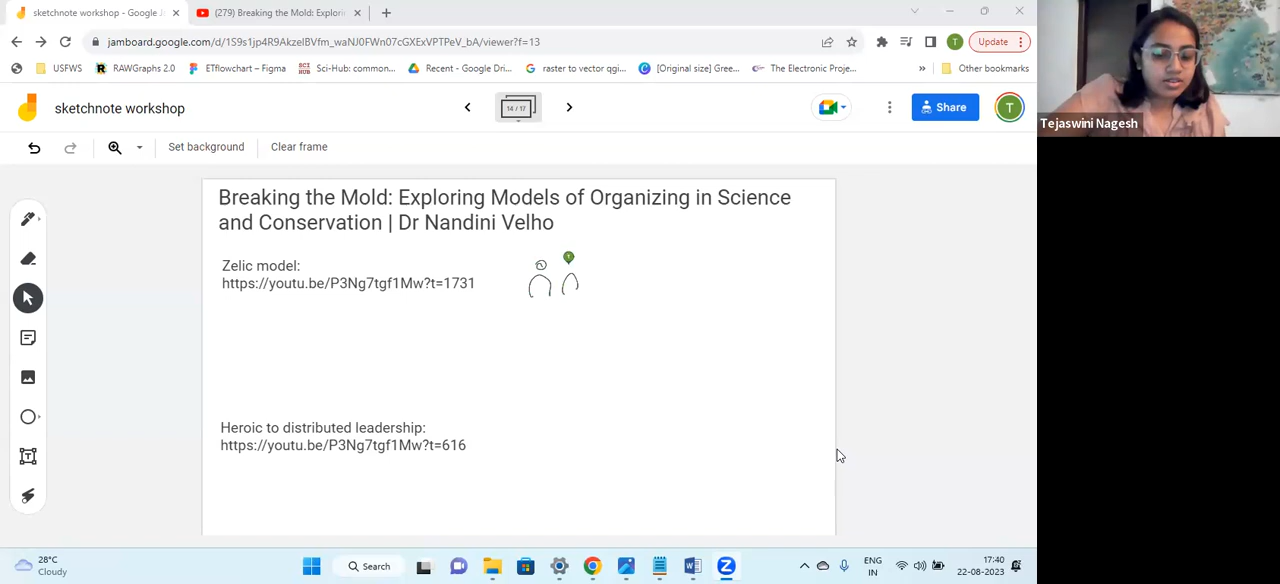 sketchnote workshop - Google J
(279) Breaking the Mold: Explori
jamboard.google.com/d/1S9s1jp4R9AkzeIBVfm_waNJ0FWn07cGXExVPTPeV_bA/viewer?f=13
T
Update
USFWS
RAWGraphs 2.0
ETflowchart – Figma
Sci-Hub: common...
Recent - Google Dri...
raster to vector qgi...
[Original size] Gree...
The Electronic Proje...
»
Other bookmarks
sketchnote workshop
14 / 17
Share
T
Set background
Clear frame
Tejaswini Nagesh
Breaking the Mold: Exploring Models of Organizing in Science
and Conservation | Dr Nandini Velho
Zelic model:
https://youtu.be/P3Ng7tgf1Mw?t=1731
Heroic to distributed leadership:
https://youtu.be/P3Ng7tgf1Mw?t=616
28°C
Cloudy
Search
ENG
IN
17:40
22-08-2023